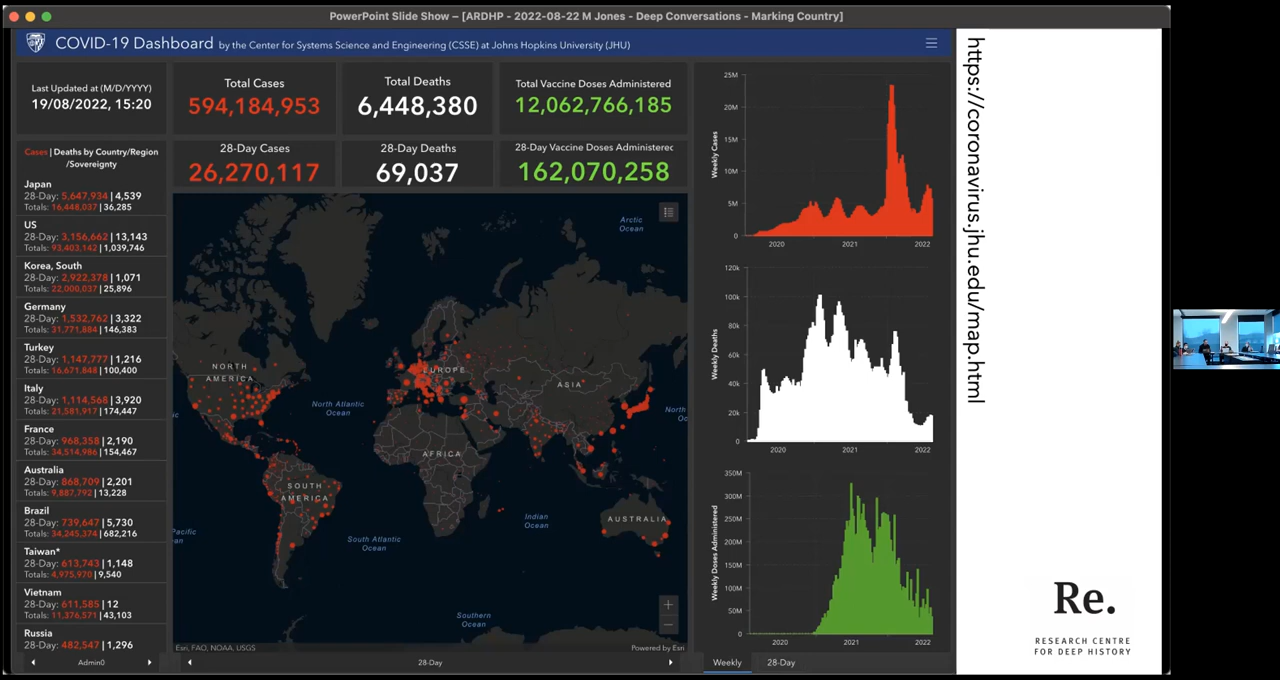 PowerPoint Slide Show – [ARDHP - 2022-08-22 M Jones - Deep Conversations - Marking Country]
COVID-19 Dashboard by the Center for Systems Science and Engineering (CSSE) at Johns Hopkins University (JHU)
Last Updated at (M/D/YYYY)
19/08/2022, 15:20
Total Cases
594,184,953
Total Deaths
6,448,380
Total Vaccine Doses Administered
12,062,766,185
28-Day Cases
26,270,117
28-Day Deaths
69,037
28-Day Vaccine Doses Administerec
162,070,258
Cases | Deaths by Country/Region
/Sovereignty
Japan
28-Day: 5,647,934 | 4,539
Totals: 16,448,037 | 36,285
US
28-Day: 3,156,662 | 13,143
Totals: 93,403,142 | 1,039,746
Korea, South
28-Day: 2,922,378 | 1,071
Totals: 22,000,037 | 25,896
Germany
28-Day: 1,532,762 | 3,322
Totals: 31,771,884 | 146,383
Turkey
28-Day: 1,147,777 | 1,216
Totals: 16,671,848 | 100,400
Italy
28-Day: 1,114,568 | 3,920
Totals: 21,581,917 | 174,447
France
28-Day: 968,358 | 2,190
Totals: 34,514,986 | 154,467
Australia
28-Day: 868,709 | 2,201
Totals: 9,887,792 | 13,228
Brazil
28-Day: 739,647 | 5,730
Totals: 34,245,374 | 682,216
Taiwan*
28-Day: 613,743 | 1,148
Totals: 4,975,970 | 9,540
Vietnam
28-Day: 611,585 | 12
Totals: 11,376,571 | 43,103
Russia
28-Day: 482,547 | 1,296
Admin0
Arctic
Ocean
NORTH
AMERICA
EUROPE
ASIA
North Atlantic
Ocean
North
Oc
AFRICA
SOUTH
AMERICA
Indian
Ocean
AUSTRALIA
Pacific
an
South Atlantic
Ocean
Southern
Ocean
Esri, FAO, NOAA, USGS
Powered by Esri
28-Day
Weekly Cases
25M
20M
15M
10M
5M
0
2020
2021
2022
Weekly Deaths
120k
100k
80k
60k
40k
20k
0
2020
2021
2022
Weekly Doses Administered
350M
300M
250M
200M
150M
100M
50M
0
2020
2021
2022
Weekly
28-Day
https://coronavirus.jhu.edu/map.html
Re.
RESEARCH CENTRE
FOR DEEP HISTORY